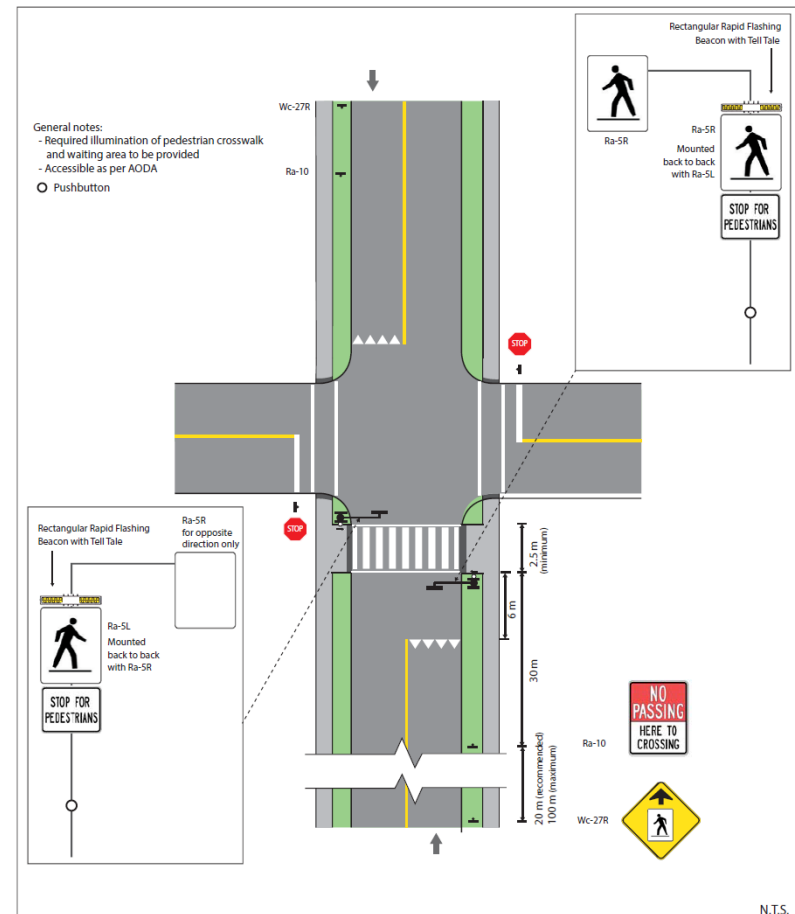 Rectangular Rapid Flashing
Beacon with Tell Tale
Ra-5R
Ra-5R
Mounted
back to back
with Ra-5L
STOP FOR
PEDESTRIANS
General notes:
- Required illumination of pedestrian crosswalk
and waiting area to be provided
- Accessible as per AODA
Pushbutton
Wc-27R
Ra-10
STOP
STOP
Rectangular Rapid Flashing
Beacon with Tell Tale
Ra-5R
for opposite
direction only
Ra-5L
Mounted
back to back
with Ra-5R
STOP FOR
PEDESTRIANS
2.5 m
(minimum)
6 m
30 m
20 m (recommended)
100 m (maximum)
Ra-10
NO
PASSING
HERE TO
CROSSING
Wc-27R
N.T.S.